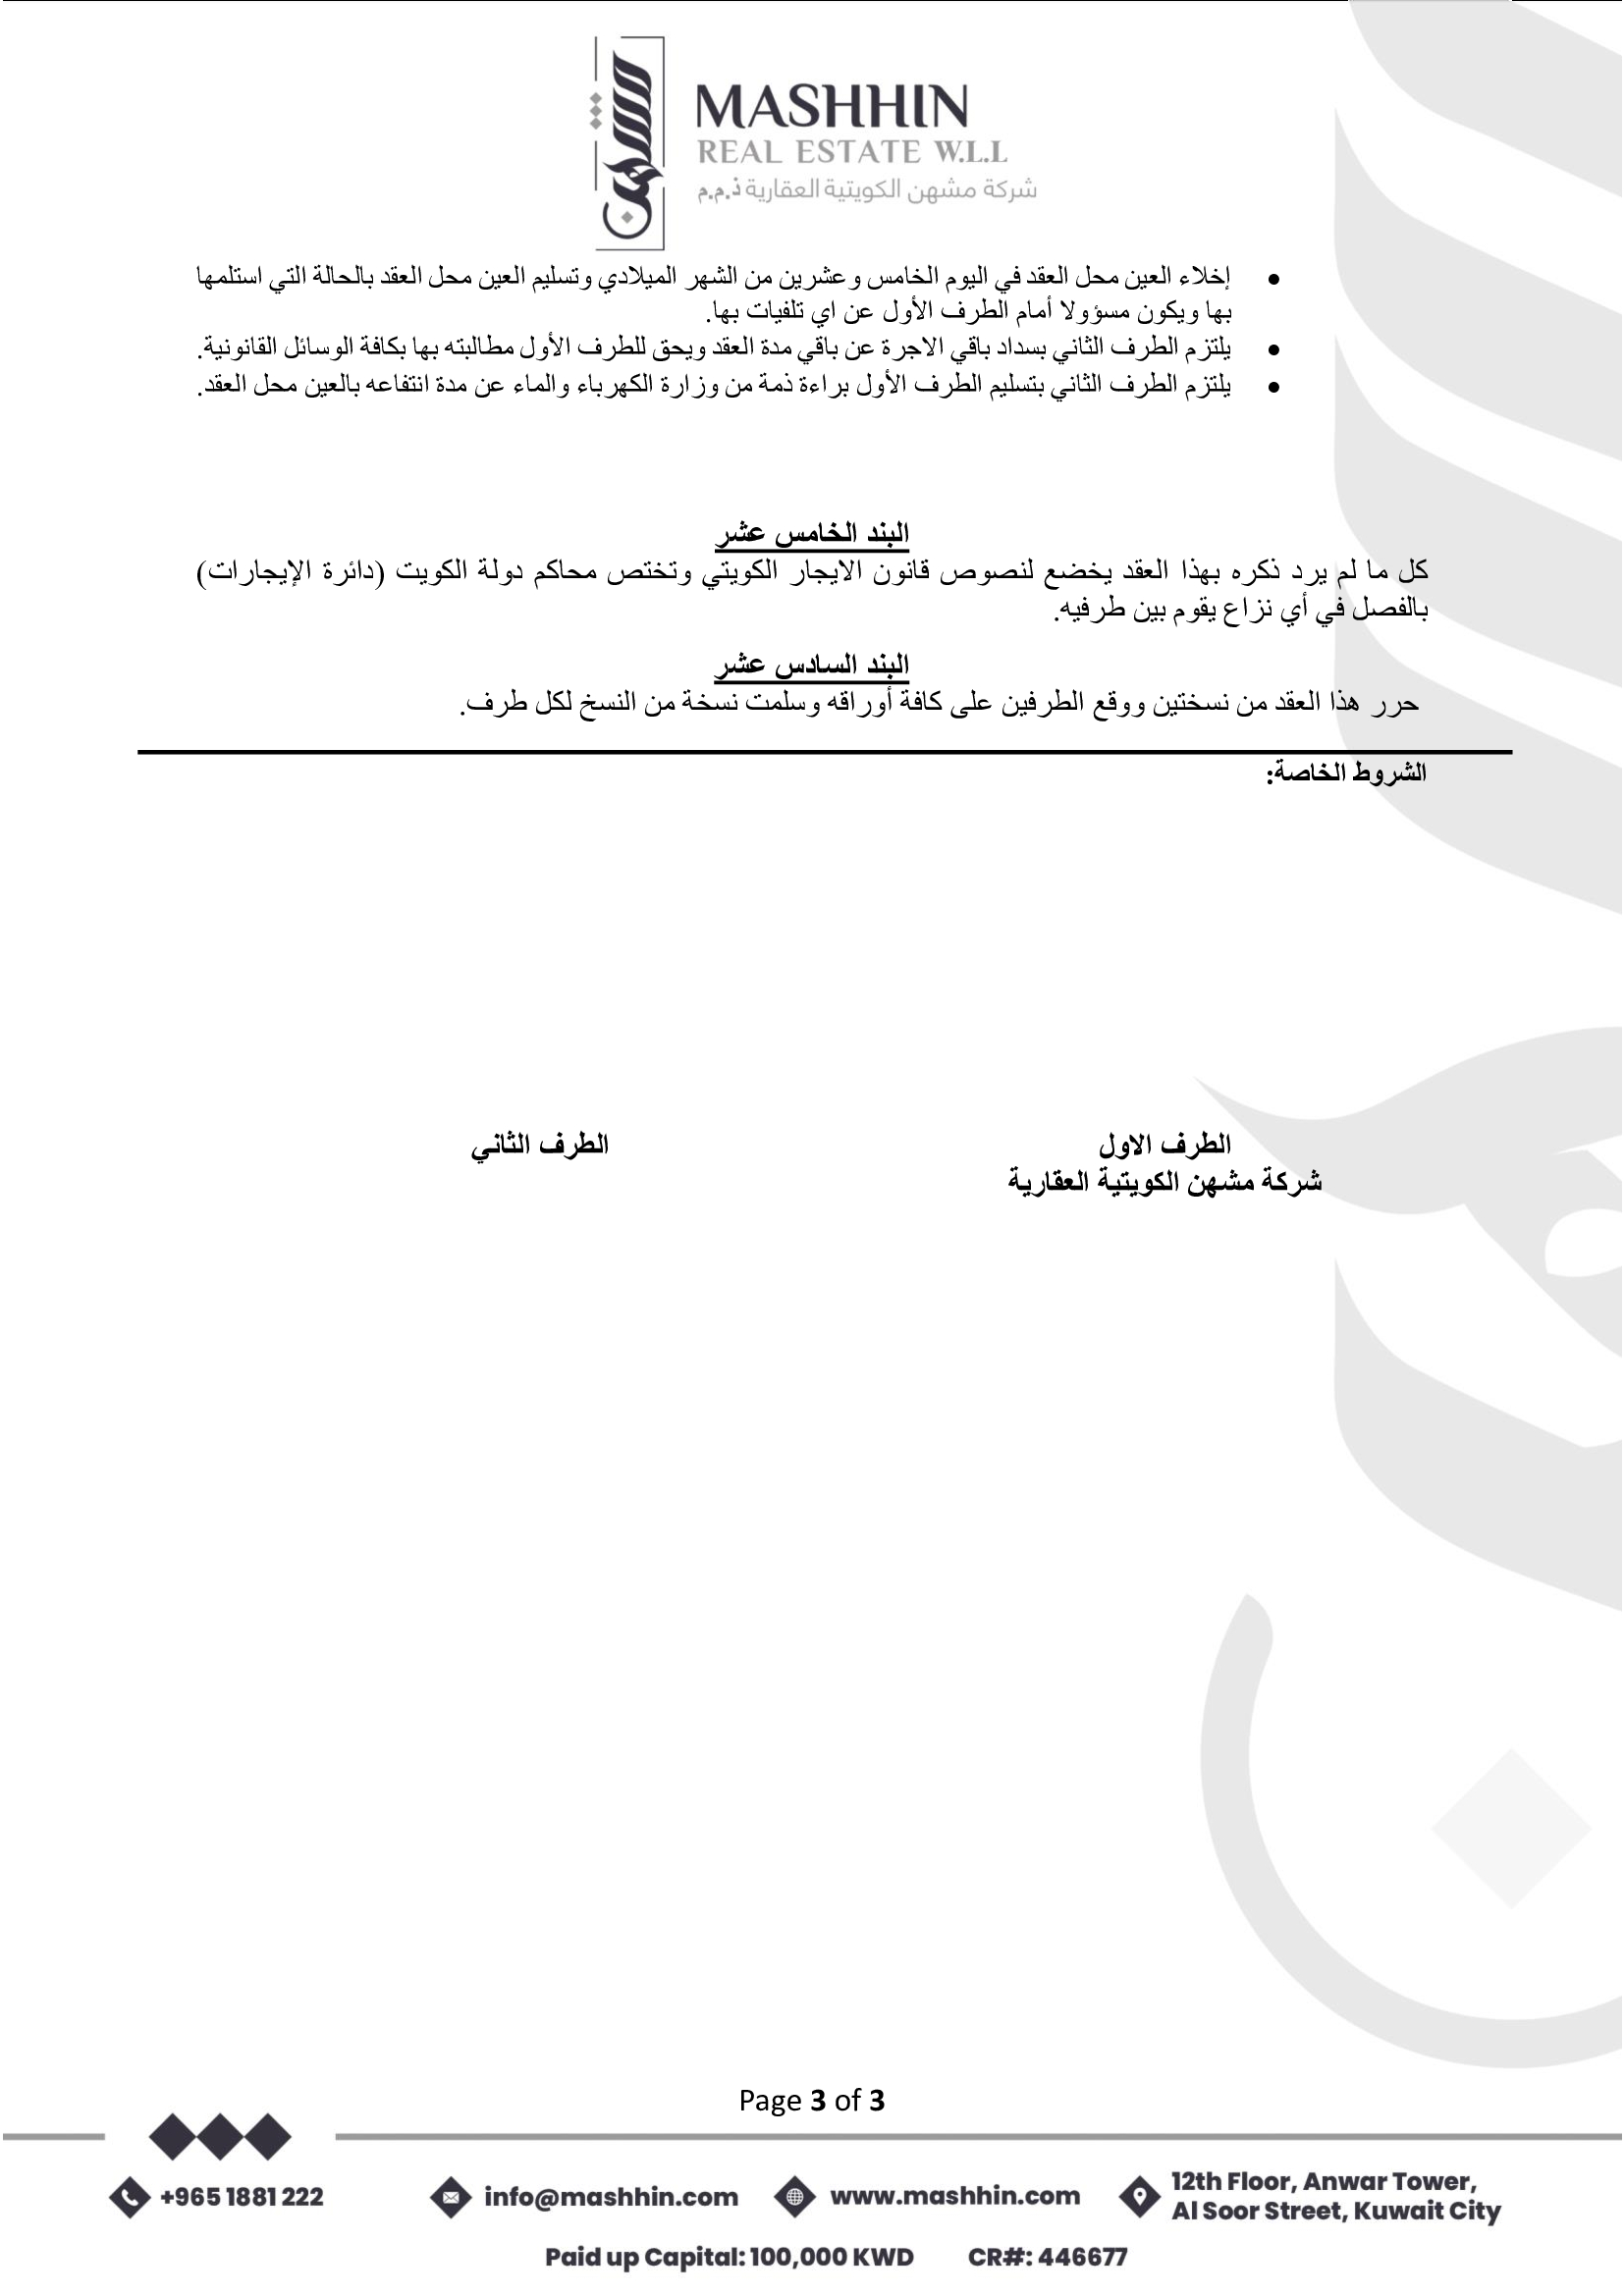 MASHHIN
REAL ESTATE W.L.L
شركة مشهن الكويتية العقارية ذ.م.م
• إخلاء العين محل العقد في اليوم الخامس وعشرين من الشهر الميلادي وتسليم العين محل العقد بالحالة التي استلمها
بها ويكون مسؤولا أمام الطرف الأول عن اي تلفيات بها.
• يلتزم الطرف الثاني بسداد باقي الاجرة عن باقي مدة العقد ويحق للطرف الأول مطالبته بها بكافة الوسائل القانونية.
• يلتزم الطرف الثاني بتسليم الطرف الأول براءة ذمة من وزارة الكهرباء والماء عن مدة انتفاعه بالعين محل العقد.
البند الخامس عشر
كل ما لم يرد ذكره بهذا العقد يخضع لنصوص قانون الايجار الكويتي وتختص محاكم دولة الكويت (دائرة الإيجارات)
بالفصل في أي نزاع يقوم بين طرفيه.
البند السادس عشر
حرر هذا العقد من نسختين ووقع الطرفين على كافة أوراقه وسلمت نسخة من النسخ لكل طرف.
الشروط الخاصة:
الطرف الاول
شركة مشهن الكويتية العقارية
الطرف الثاني
Page 3 of 3
+965 1881 222
info@mashhin.com
www.mashhin.com
12th Floor, Anwar Tower,
Al Soor Street, Kuwait City
Paid up Capital: 100,000 KWD
CR#: 446677